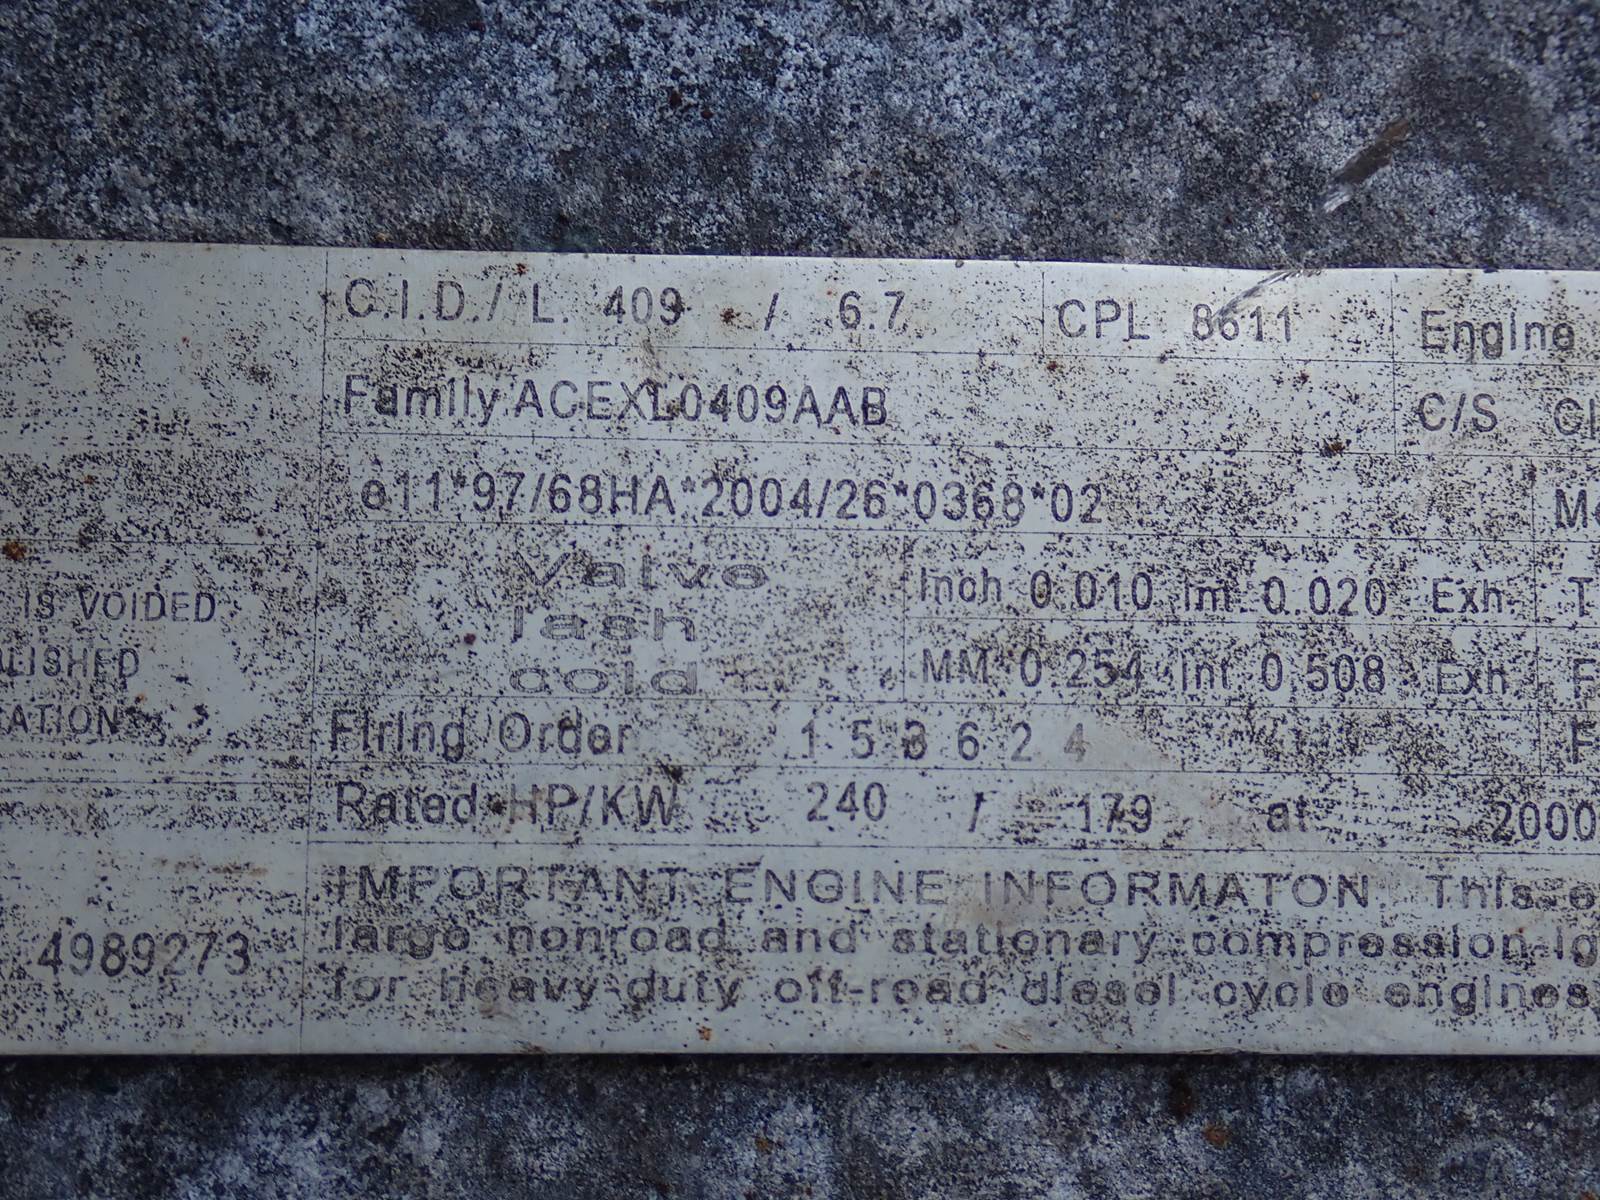 C.I.D./ L. 409 / 6.7 CPL 8611 Engine
Family ACEXL0409AAB C/S
e11*97/68HA*2004/26*0368*02
Valve lash cold
Inch 0.010 Int. 0.020 Exh.
MM 0.254 Int 0.508 Exh
IS VOIDED
Firing Order 1 5 3 6 2 4
Rated HP/KW 240 / 179 at 2000
IMPORTANT ENGINE INFORMATON. This
4989273
large nonroad and stationary compression-ig
for heavy-duty off-road diesel cycle engines